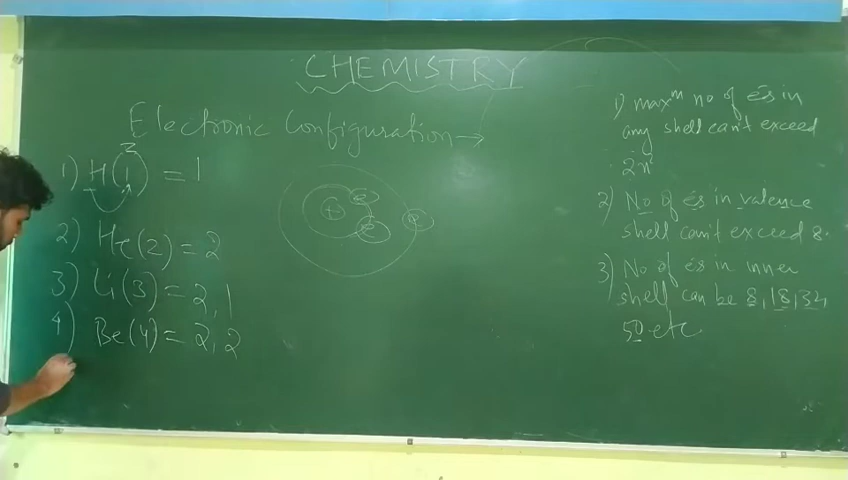 CHEMISTRY
Electronic Configuration →
Z
1) H(1) = 1
2) He(2) = 2
3) Li(3) = 2,1
4) Be(4) = 2,2
+
e
e
e
1) maxᵐ no of e̅s in
any shell can't exceed
2n²
2) No of e̅s in valence
shell can't exceed 8.
3) No of e̅s in inner
shell can be 8,18,32,
50 etc